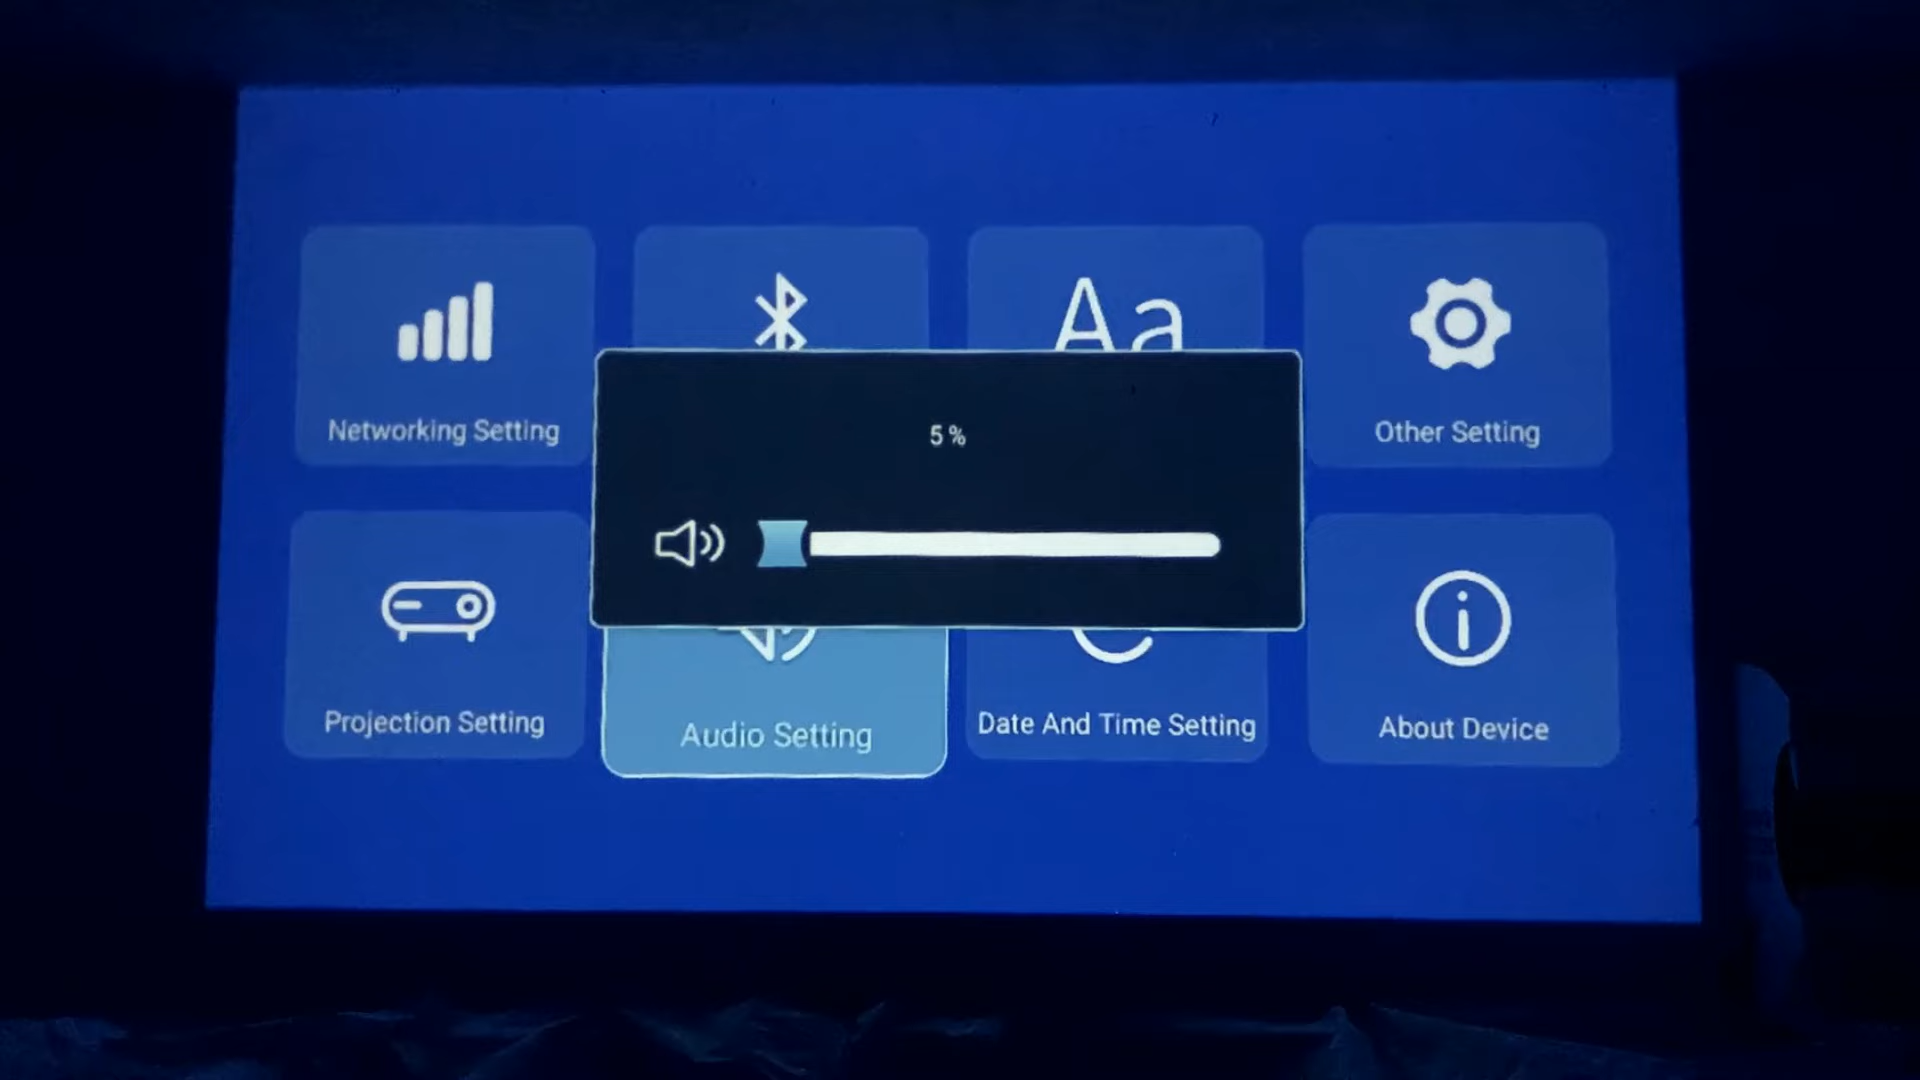 Aa
5 %
Networking Setting
Other Setting
Projection Setting
Audio Setting
Date And Time Setting
About Device